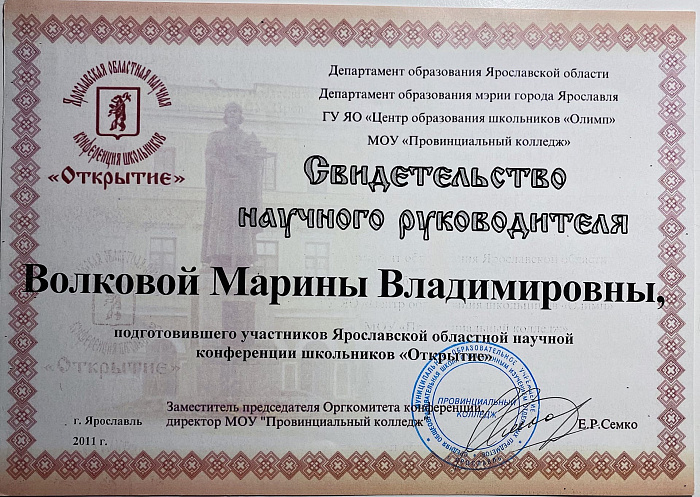 Ярославская областная научная
конференция школьников
«Открытие»
Департамент образования Ярославской области
Департамент образования мэрии города Ярославля
ГУ ЯО «Центр образования школьников «Олимп»
МОУ «Провинциальный колледж»
Свидетельство
научного руководителя
Волковой Марины Владимировны,
подготовившего участников Ярославской областной научной
конференции школьников «Открытие»
Заместитель председателя Оргкомитета конференции,
директор МОУ "Провинциальный колледж"
Е.Р.Семко
г. Ярославль
2011 г.
ПРОВИНЦИАЛЬНЫЙ
КОЛЛЕДЖ